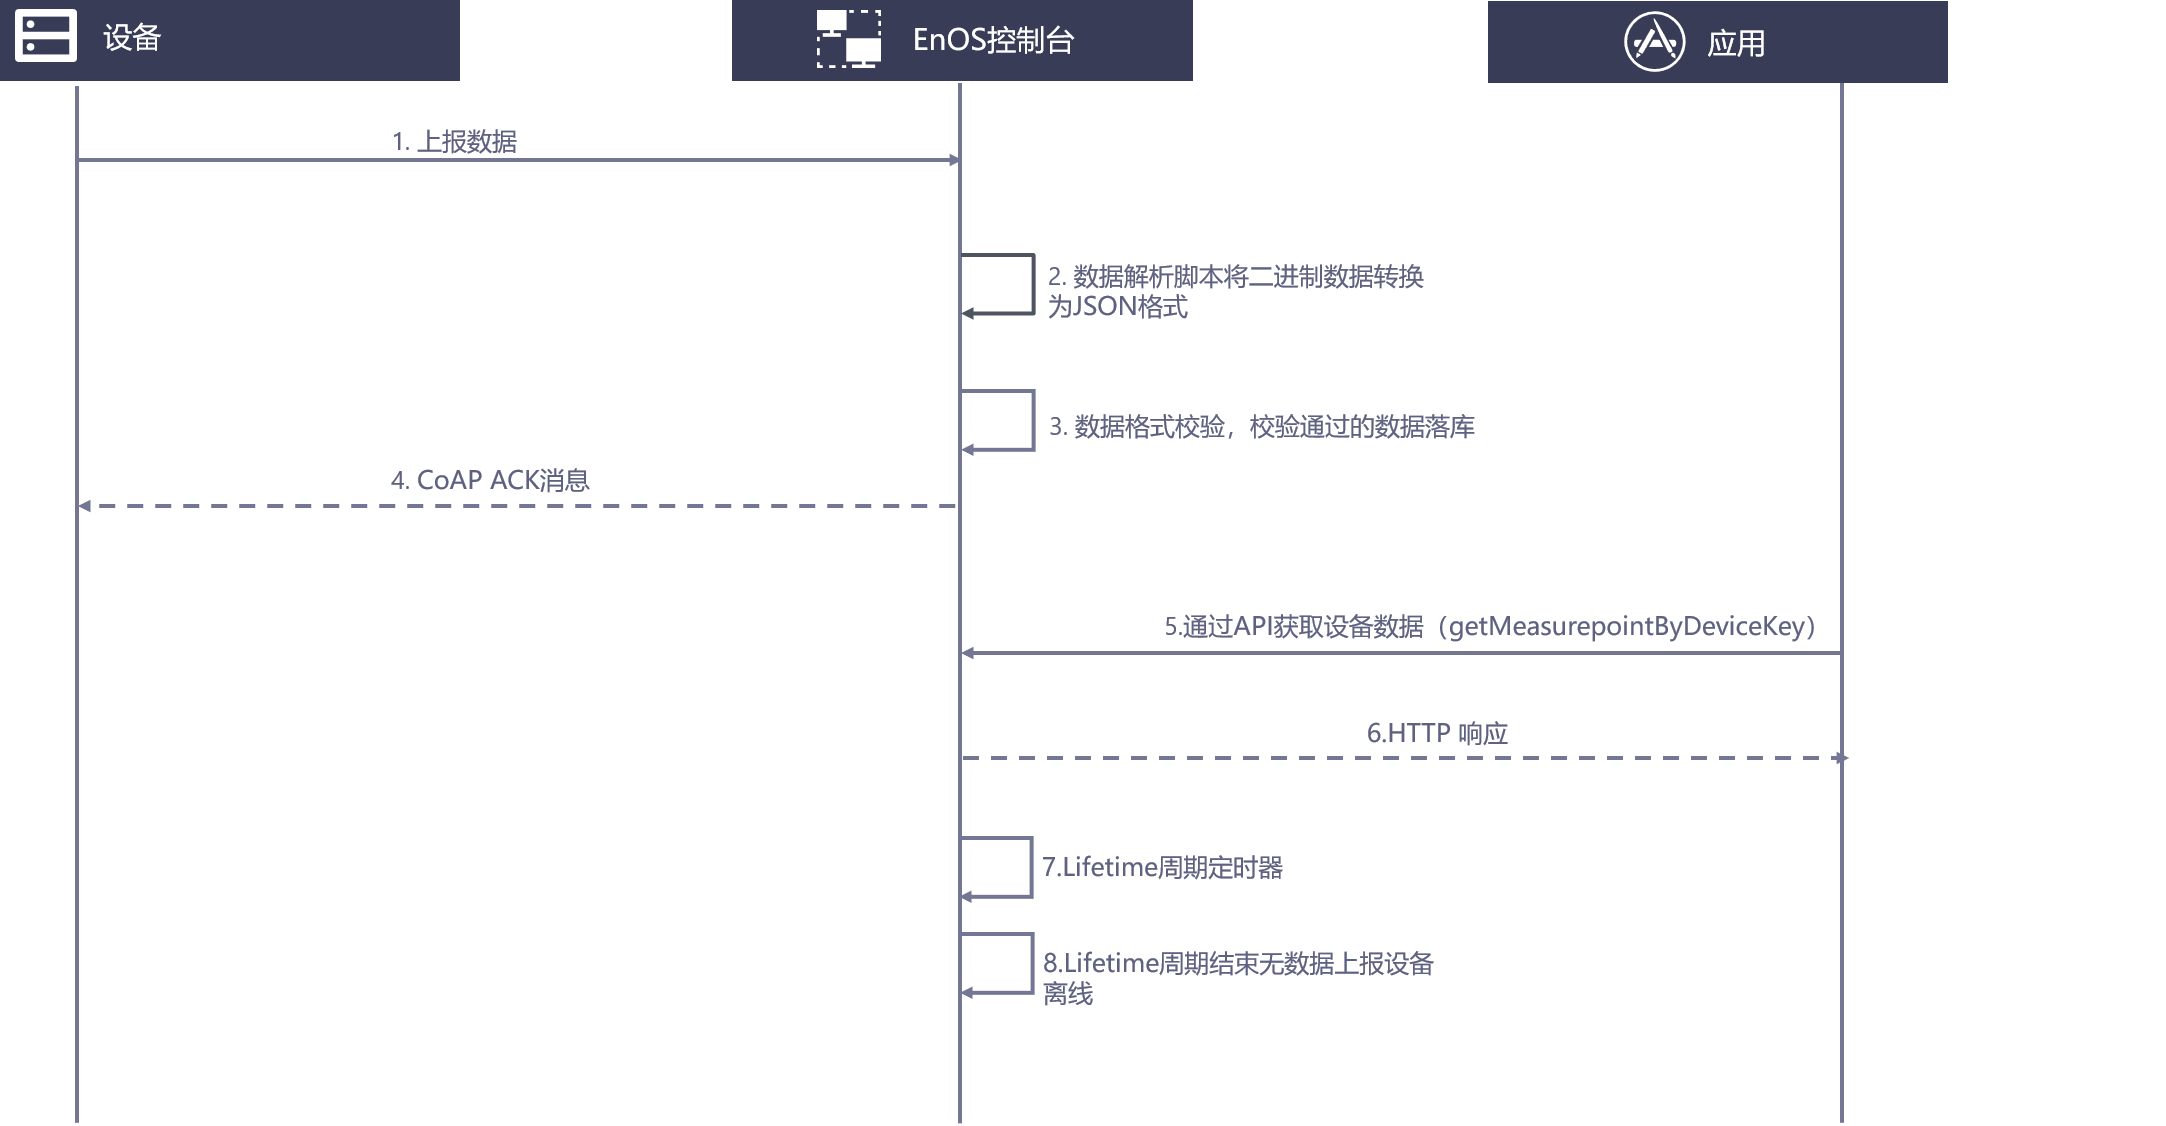 设备
EnOS控制台
应用
1. 上报数据
2. 数据解析脚本将二进制数据转换
为JSON格式
3. 数据格式校验，校验通过的数据落库
4. CoAP ACK消息
5.通过API获取设备数据（getMeasurepointByDeviceKey）
6.HTTP 响应
7.Lifetime周期定时器
8.Lifetime周期结束无数据上报设备
离线